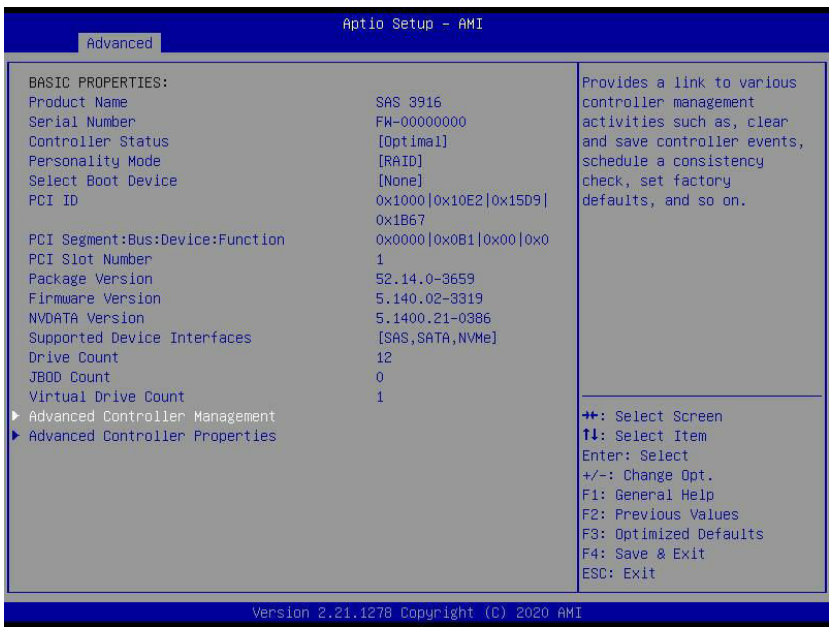 Aptio Setup – AMI
Advanced
BASIC PROPERTIES:
Product Name SAS 3916
Serial Number FW-00000000
Controller Status [Optimal]
Personality Mode [RAID]
Select Boot Device [None]
PCI ID 0x1000|0x10E2|0x15D9|
0x1B67
PCI Segment:Bus:Device:Function 0x0000|0x0B1|0x00|0x0
PCI Slot Number 1
Package Version 52.14.0-3659
Firmware Version 5.140.02-3319
NVDATA Version 5.1400.21-0386
Supported Device Interfaces [SAS,SATA,NVMe]
Drive Count 12
JBOD Count 0
Virtual Drive Count 1
Advanced Controller Management
Advanced Controller Properties
Provides a link to various
controller management
activities such as, clear
and save controller events,
schedule a consistency
check, set factory
defaults, and so on.
→←: Select Screen
↑↓: Select Item
Enter: Select
+/-: Change Opt.
F1: General Help
F2: Previous Values
F3: Optimized Defaults
F4: Save & Exit
ESC: Exit
Version 2.21.1278 Copyright (C) 2020 AMI